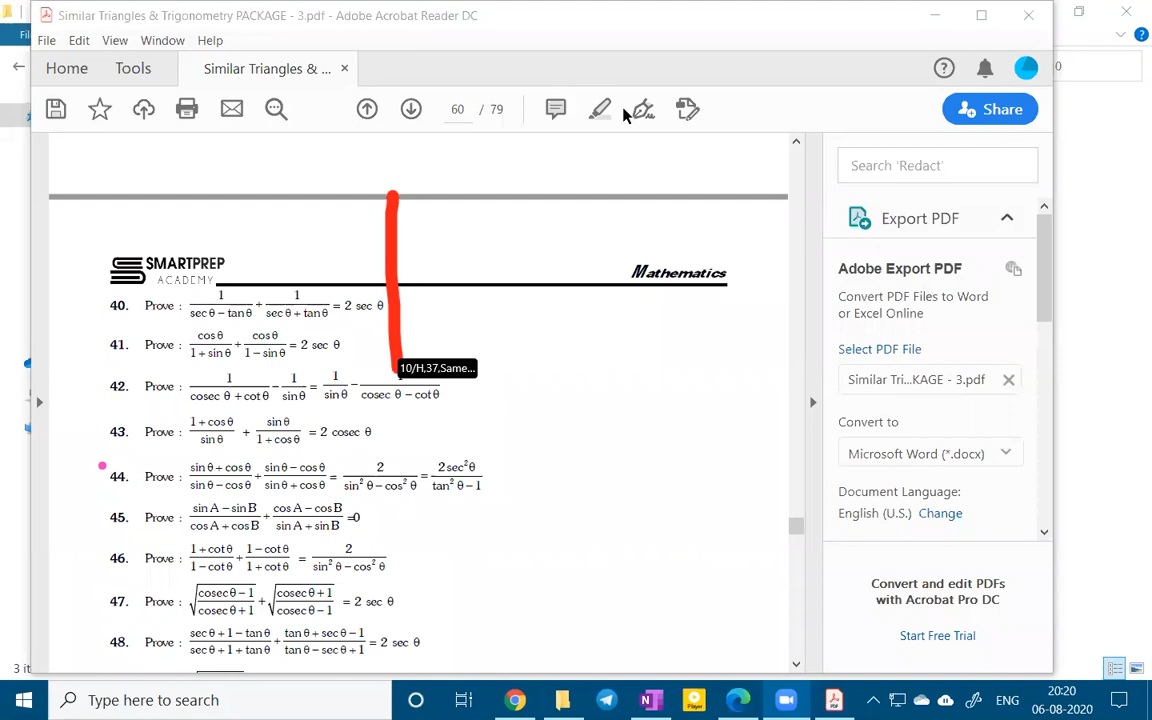 Similar Triangles & Trigonometry PACKAGE - 3.pdf - Adobe Acrobat Reader DC
File Edit View Window Help
Home Tools Similar Triangles & ... ×
60 / 79
Share
Search 'Redact'
Export PDF
Adobe Export PDF
Convert PDF Files to Word
or Excel Online
Select PDF File
Similar Tri...KAGE - 3.pdf
Convert to
Microsoft Word (*.docx)
Document Language:
English (U.S.) Change
Convert and edit PDFs
with Acrobat Pro DC
Start Free Trial
SMARTPREP
ACADEMY
Mathematics
40. Prove : 1/(sec θ − tan θ) + 1/(sec θ + tan θ) = 2 sec θ
41. Prove : cos θ/(1 + sin θ) + cos θ/(1 − sin θ) = 2 sec θ
10/H,37,Same...
42. Prove : 1/(cosec θ + cot θ) − 1/sin θ = 1/sin θ − 1/(cosec θ − cot θ)
43. Prove : (1 + cos θ)/sin θ + sin θ/(1 + cos θ) = 2 cosec θ
44. Prove : (sin θ + cos θ)/(sin θ − cos θ) + (sin θ − cos θ)/(sin θ + cos θ) = 2/(sin² θ − cos² θ) = 2 sec² θ/(tan² θ − 1)
45. Prove : (sin A − sin B)/(cos A + cos B) + (cos A − cos B)/(sin A + sin B) = 0
46. Prove : (1 + cot θ)/(1 − cot θ) + (1 − cot θ)/(1 + cot θ) = 2/(sin² θ − cos² θ)
47. Prove : √((cosec θ − 1)/(cosec θ + 1)) + √((cosec θ + 1)/(cosec θ − 1)) = 2 sec θ
48. Prove : (sec θ + 1 − tan θ)/(sec θ + 1 + tan θ) + (tan θ + sec θ − 1)/(tan θ − sec θ + 1) = 2 sec θ
Type here to search
ENG
20:20
06-08-2020